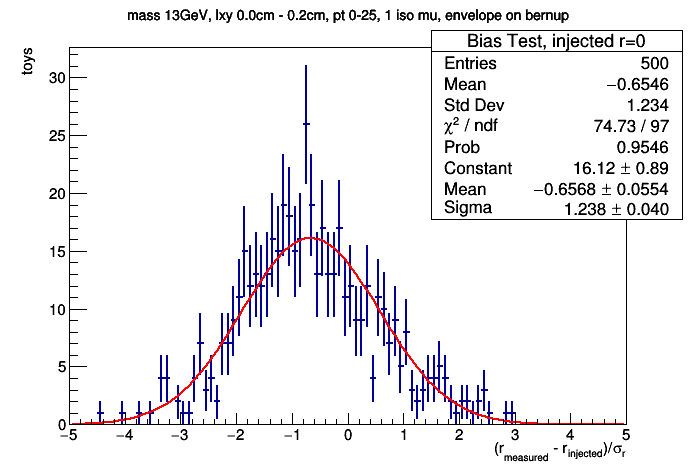 mass 13GeV, lxy 0.0cm - 0.2cm, pt 0-25, 1 iso mu, envelope on bernup
Bias Test, injected r=0
Entries 500
Mean −0.6546
Std Dev 1.234
χ² / ndf 74.73 / 97
Prob 0.9546
Constant 16.12 ± 0.89
Mean −0.6568 ± 0.0554
Sigma 1.238 ± 0.040
toys
30
25
20
15
10
5
0
−5 −4 −3 −2 −1 0 1 2 3 4 5
(r_measured - r_injected)/σ_r